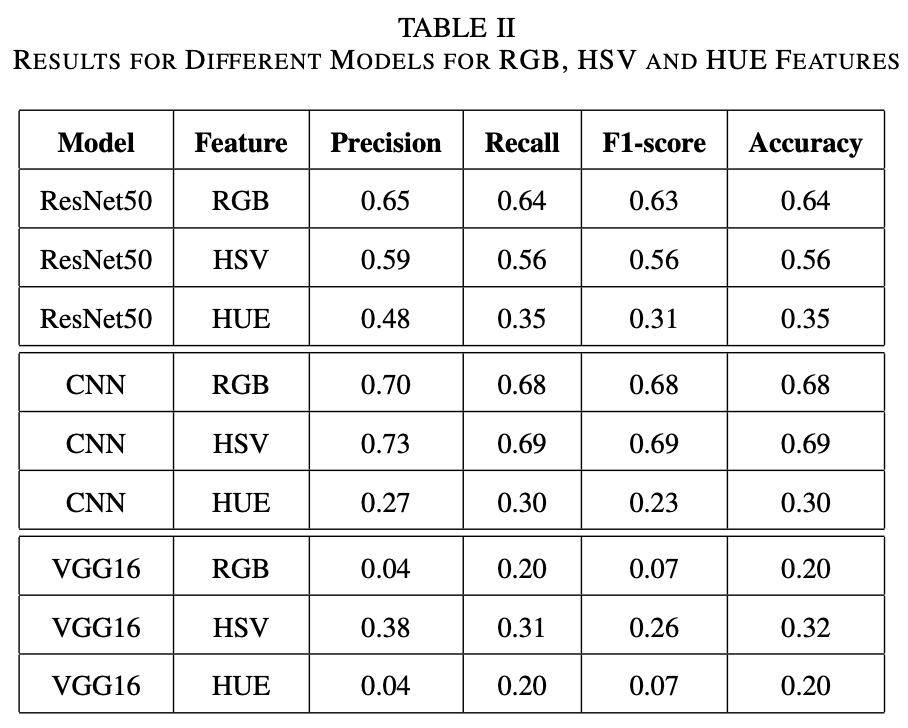 TABLE II
RESULTS FOR DIFFERENT MODELS FOR RGB, HSV AND HUE FEATURES
Model Feature Precision Recall F1-score Accuracy
ResNet50 RGB 0.65 0.64 0.63 0.64
ResNet50 HSV 0.59 0.56 0.56 0.56
ResNet50 HUE 0.48 0.35 0.31 0.35
CNN RGB 0.70 0.68 0.68 0.68
CNN HSV 0.73 0.69 0.69 0.69
CNN HUE 0.27 0.30 0.23 0.30
VGG16 RGB 0.04 0.20 0.07 0.20
VGG16 HSV 0.38 0.31 0.26 0.32
VGG16 HUE 0.04 0.20 0.07 0.20